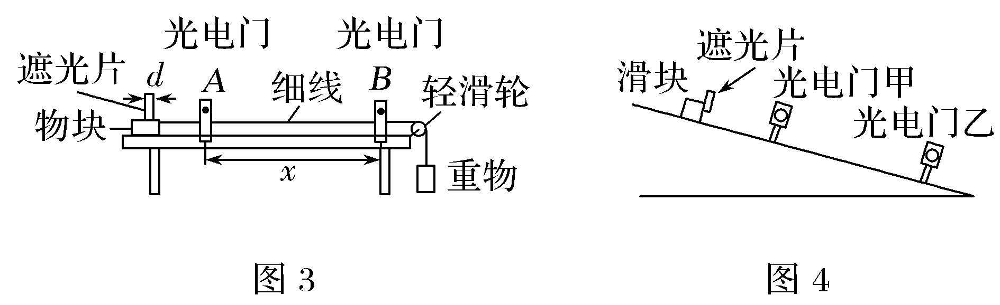 光电门 光电门
遮光片 d A 细线 B 轻滑轮
物块
x 重物
图 3
遮光片
滑块 光电门甲
光电门乙
图 4